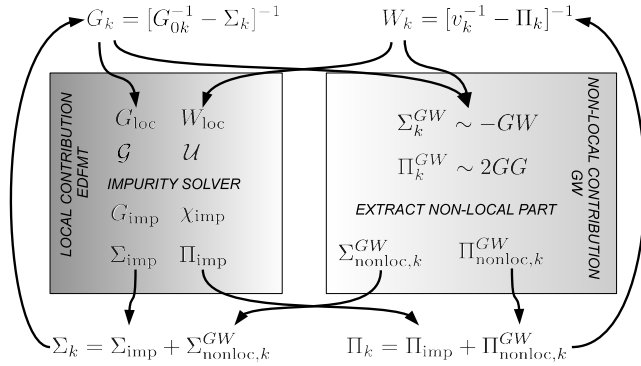 G_k = [G_{0k}^{-1} − Σ_k]^{-1}
W_k = [v_k^{-1} − Π_k]^{-1}
LOCAL CONTRIBUTION
EDFMT
G_loc W_loc
𝒢 𝒰
IMPURITY SOLVER
G_imp χ_imp
Σ_imp Π_imp
Σ_k^{GW} ∼ −GW
Π_k^{GW} ∼ 2GG
EXTRACT NON-LOCAL PART
Σ_{nonloc,k}^{GW} Π_{nonloc,k}^{GW}
NON-LOCAL CONTRIBUTION
GW
Σ_k = Σ_imp + Σ_{nonloc,k}^{GW}
Π_k = Π_imp + Π_{nonloc,k}^{GW}